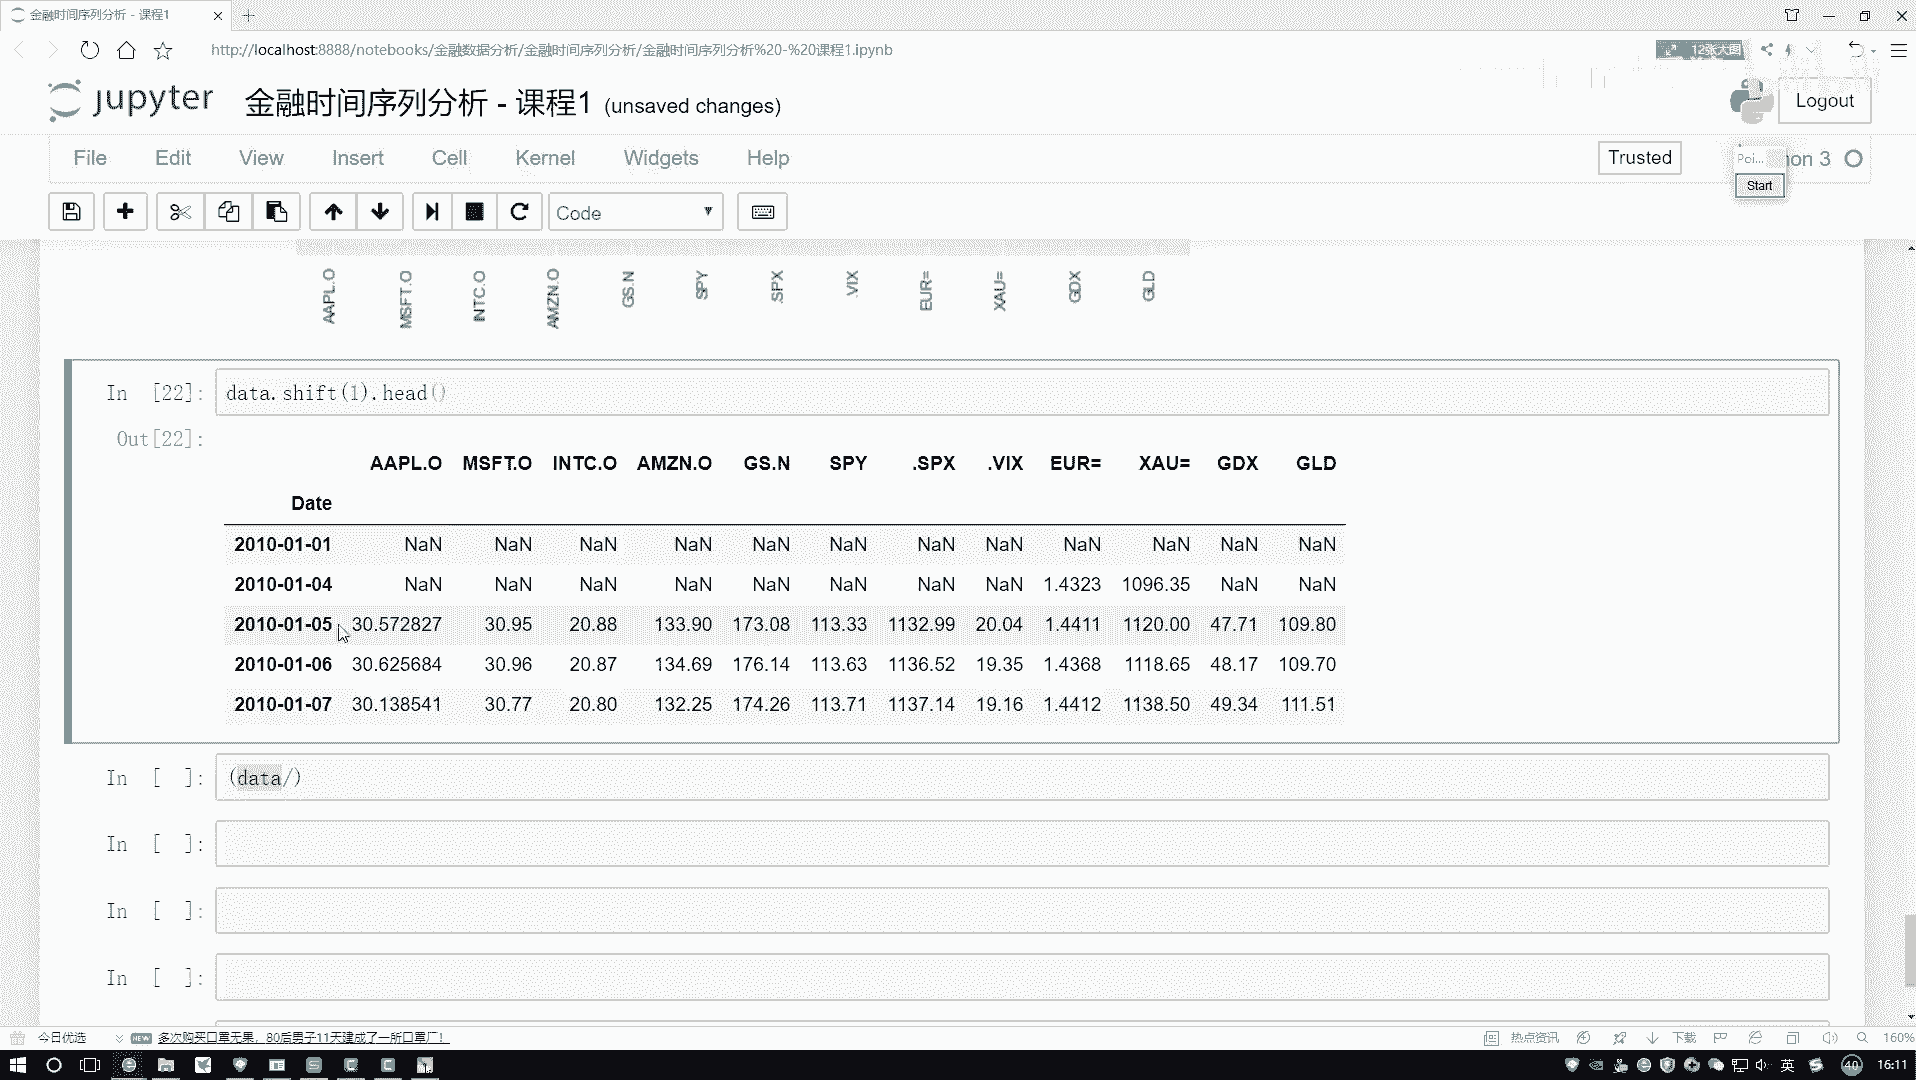 金融时间序列分析 - 课程1
http://localhost:8888/notebooks/金融数据分析/金融时间序列分析/金融时间序列分析%20-%20课程1.ipynb
12张大图
jupyter 金融时间序列分析 - 课程1 (unsaved changes)
Logout
File Edit View Insert Cell Kernel Widgets Help
Trusted
Poi...
on 3
Start
Code
AAPL.O MSFT.O INTC.O AMZN.O GS.N SPY .SPX .VIX EUR= XAU= GDX GLD
In [22]: data.shift(1).head()
Out[22]:
AAPL.O MSFT.O INTC.O AMZN.O GS.N SPY .SPX .VIX EUR= XAU= GDX GLD
Date
2010-01-01 NaN NaN NaN NaN NaN NaN NaN NaN NaN NaN NaN NaN
2010-01-04 NaN NaN NaN NaN NaN NaN NaN NaN 1.4323 1096.35 NaN NaN
2010-01-05 30.572827 30.95 20.88 133.90 173.08 113.33 1132.99 20.04 1.4411 1120.00 47.71 109.80
2010-01-06 30.625684 30.96 20.87 134.69 176.14 113.63 1136.52 19.35 1.4368 1118.65 48.17 109.70
2010-01-07 30.138541 30.77 20.80 132.25 174.26 113.71 1137.14 19.16 1.4412 1138.50 49.34 111.51
In [ ]: (data/)
In [ ]:
In [ ]:
In [ ]:
今日优选 NEW 多次购买口罩无果，80后男子11天建成了一所口罩厂！
热点资讯 下载 160%
英 40 16:11